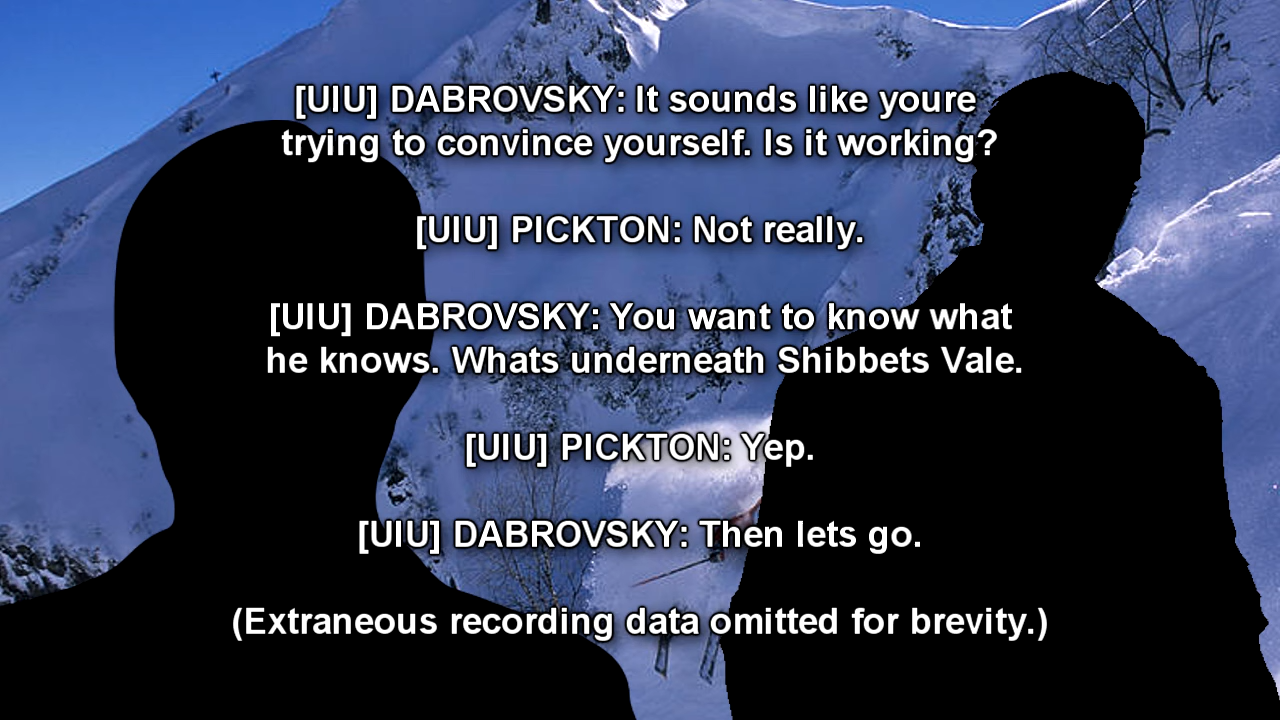 [UIU] DABROVSKY: It sounds like youre
trying to convince yourself. Is it working?
[UIU] PICKTON: Not really.
[UIU] DABROVSKY: You want to know what
he knows. Whats underneath Shibbets Vale.
[UIU] PICKTON: Yep.
[UIU] DABROVSKY: Then lets go.
(Extraneous recording data omitted for brevity.)